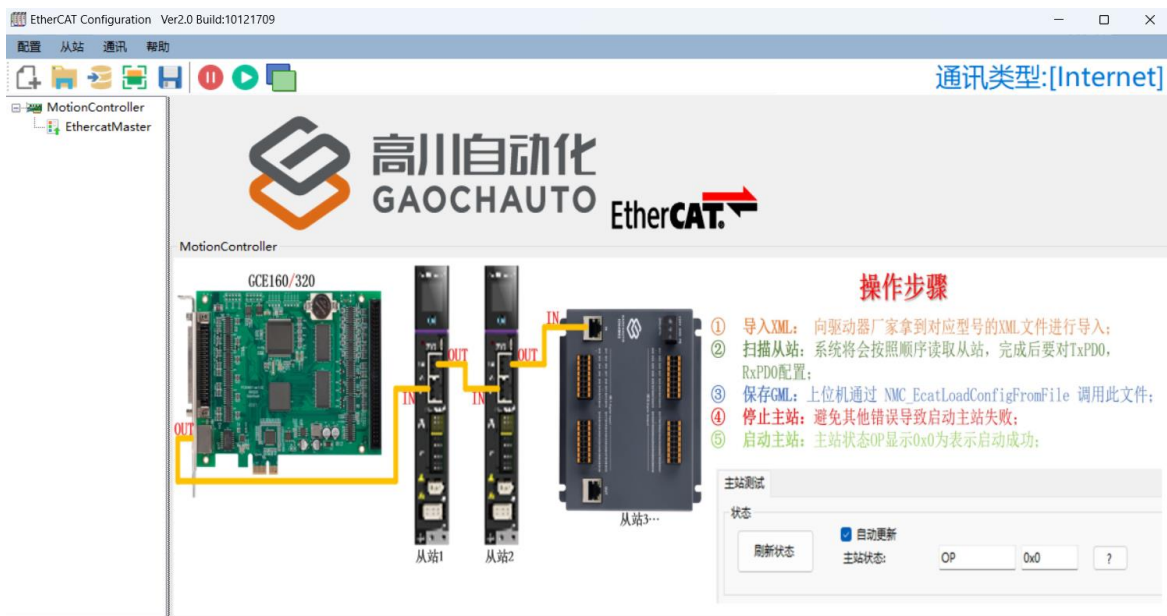 EtherCAT Configuration Ver2.0 Build:10121709
配置 从站 通讯 帮助
通讯类型:[Internet]
MotionController
EthercatMaster
高川自动化
GAOCHAUTO
EtherCAT.
MotionController
GCE160/320
OUT
IN
OUT
IN
OUT
IN
从站1
从站2
从站3…
操作步骤
① 导入XML: 向驱动器厂家拿到对应型号的XML文件进行导入;
② 扫描从站: 系统将会按照顺序读取从站, 完成后要对TxPDO,
RxPDO配置;
③ 保存GML: 上位机通过 NMC_EcatLoadConfigFromFile 调用此文件;
④ 停止主站: 避免其他错误导致启动主站失败;
⑤ 启动主站: 主站状态OP显示0x0为表示启动成功;
主站测试
状态
刷新状态
自动更新
主站状态: OP 0x0 ?